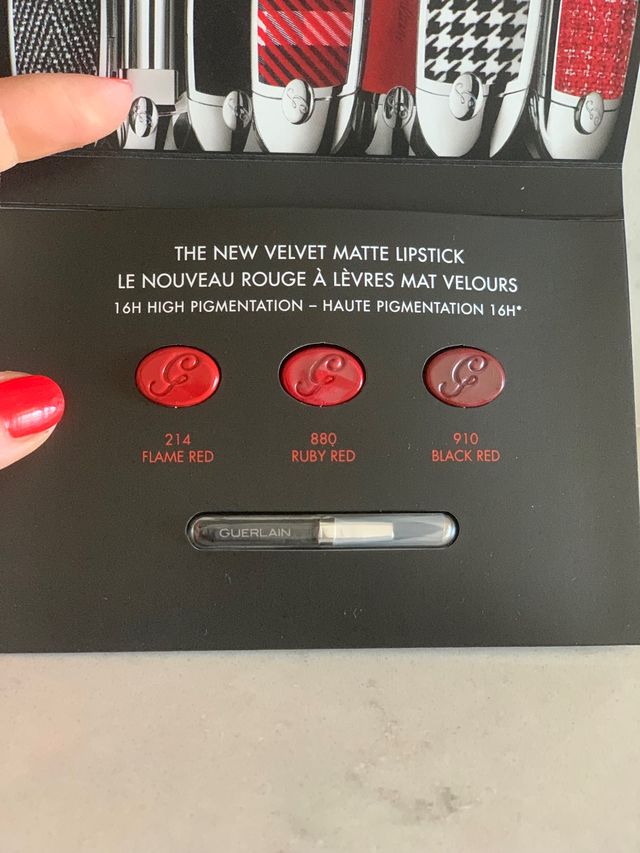 THE NEW VELVET MATTE LIPSTICK
LE NOUVEAU ROUGE À LÈVRES MAT VELOURS
16H HIGH PIGMENTATION – HAUTE PIGMENTATION 16H*
214
FLAME RED
880
RUBY RED
910
BLACK RED
GUERLAIN